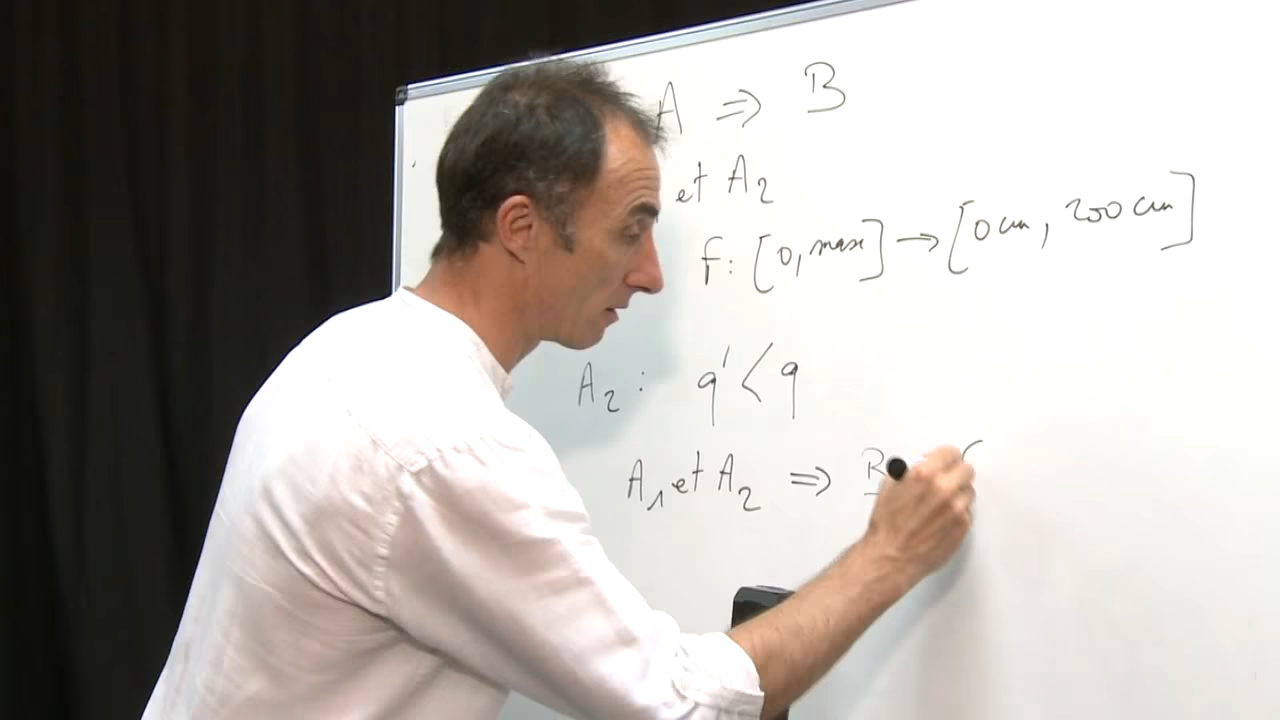 A ⇒ B
et A₂
f: [0, max] → [0 cm, 200 cm]
A₂ : q' < q
A₁ et A₂ ⇒ B